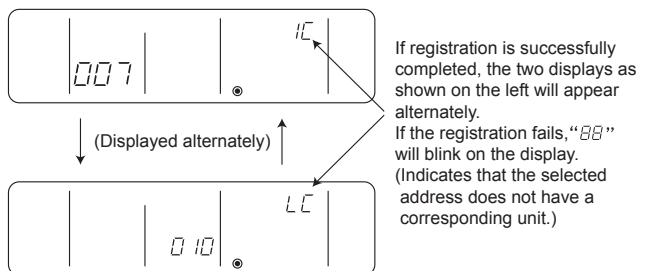 IC
007
(Displayed alternately)
LC
010
If registration is successfully
completed, the two displays as
shown on the left will appear
alternately.
If the registration fails,“88”
will blink on the display.
(Indicates that the selected
address does not have a
corresponding unit.)